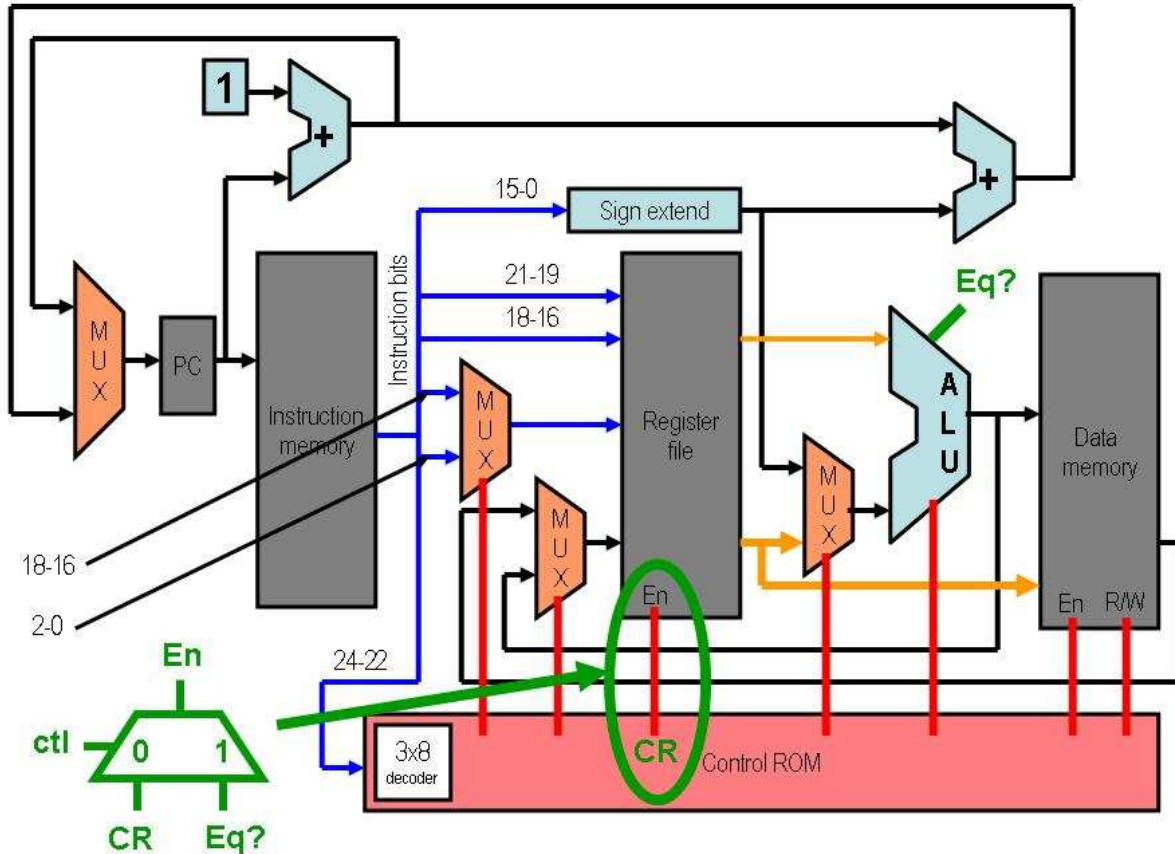 1
+
+
15-0
Sign extend
Instruction bits
21-19
18-16
Eq?
M
U
X
PC
Instruction
memory
M
U
X
Register
file
A
L
U
Data
memory
M
U
X
M
U
X
18-16
2-0
En
En
R/W
24-22
En
ctl
0
1
CR
Eq?
3x8
decoder
CR
Control ROM